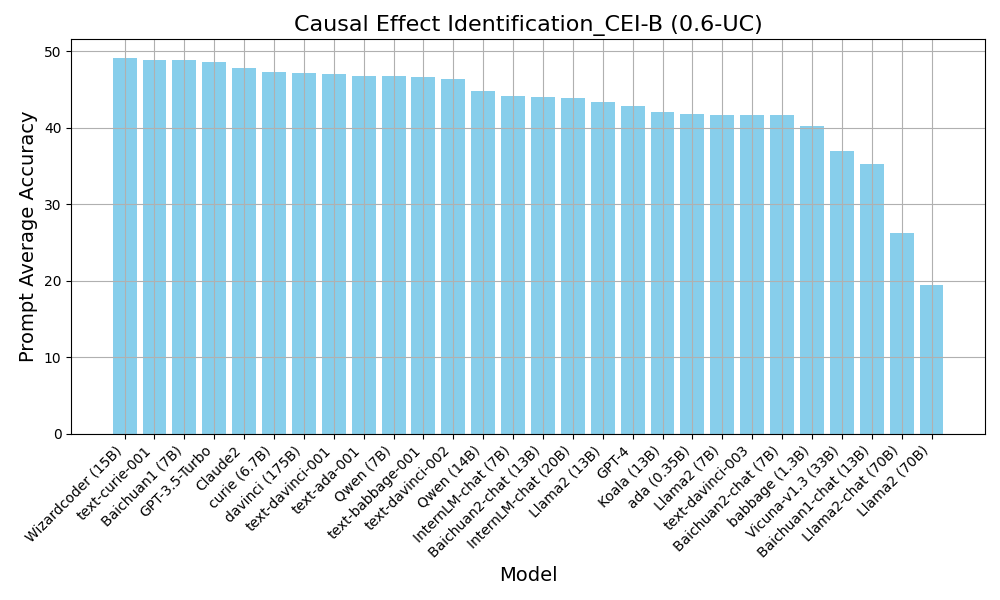 Causal Effect Identification_CEI-B (0.6-UC)
Prompt Average Accuracy
50
40
30
20
10
0
Wizardcoder (15B)
text-curie-001
Baichuan1 (7B)
GPT-3.5-Turbo
Claude2
curie (6.7B)
davinci (175B)
text-davinci-001
text-ada-001
Qwen (7B)
text-babbage-001
text-davinci-002
Qwen (14B)
InternLM-chat (7B)
Baichuan2-chat (13B)
InternLM-chat (20B)
Llama2 (13B)
GPT-4
Koala (13B)
ada (0.35B)
Llama2 (7B)
text-davinci-003
Baichuan2-chat (7B)
babbage (1.3B)
Vicuna-v1.3 (33B)
Baichuan1-chat (13B)
Llama2-chat (70B)
Llama2 (70B)
Model